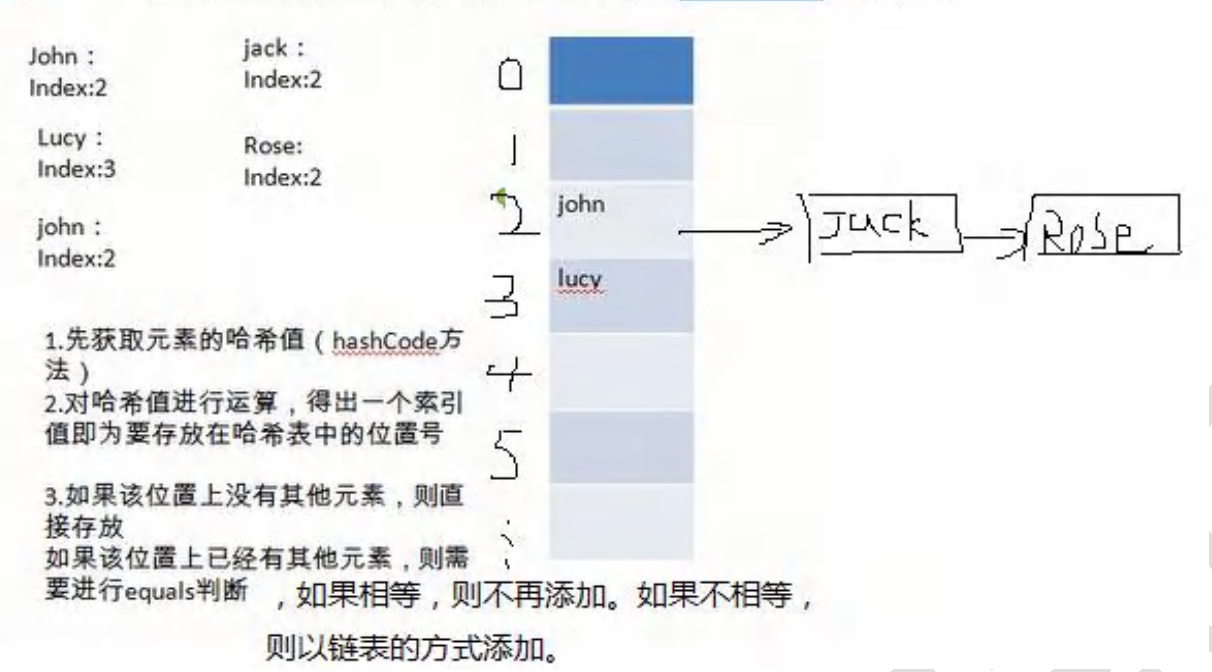 John：
Index:2
jack：
Index:2
Lucy：
Index:3
Rose:
Index:2
john：
Index:2
1.先获取元素的哈希值（hashCode方
法）
2.对哈希值进行运算，得出一个索引
值即为要存放在哈希表中的位置号
3.如果该位置上没有其他元素，则直
接存放
如果该位置上已经有其他元素，则需
要进行equals判断，如果相等，则不再添加。如果不相等，
则以链表的方式添加。
0
1
2
john
Jack
Rose
3
lucy
4
5